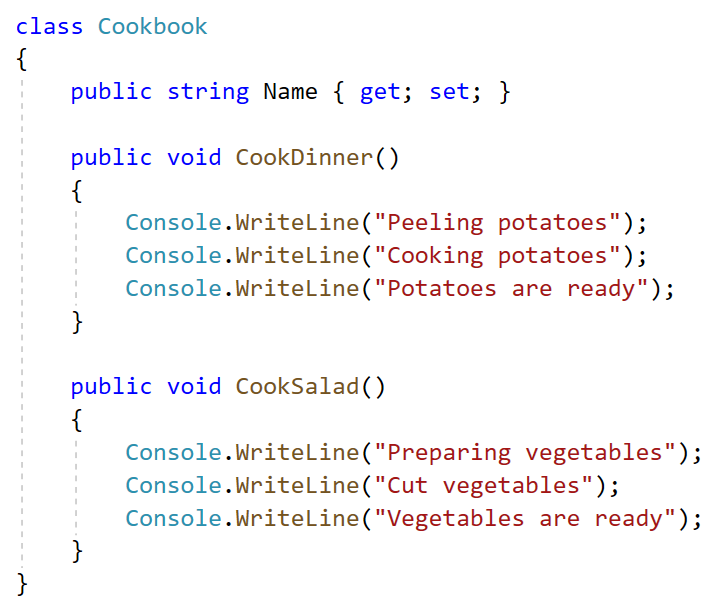 class Cookbook
{
    public string Name { get; set; }

    public void CookDinner()
    {
        Console.WriteLine("Peeling potatoes");
        Console.WriteLine("Cooking potatoes");
        Console.WriteLine("Potatoes are ready");
    }

    public void CookSalad()
    {
        Console.WriteLine("Preparing vegetables");
        Console.WriteLine("Cut vegetables");
        Console.WriteLine("Vegetables are ready");
    }
}